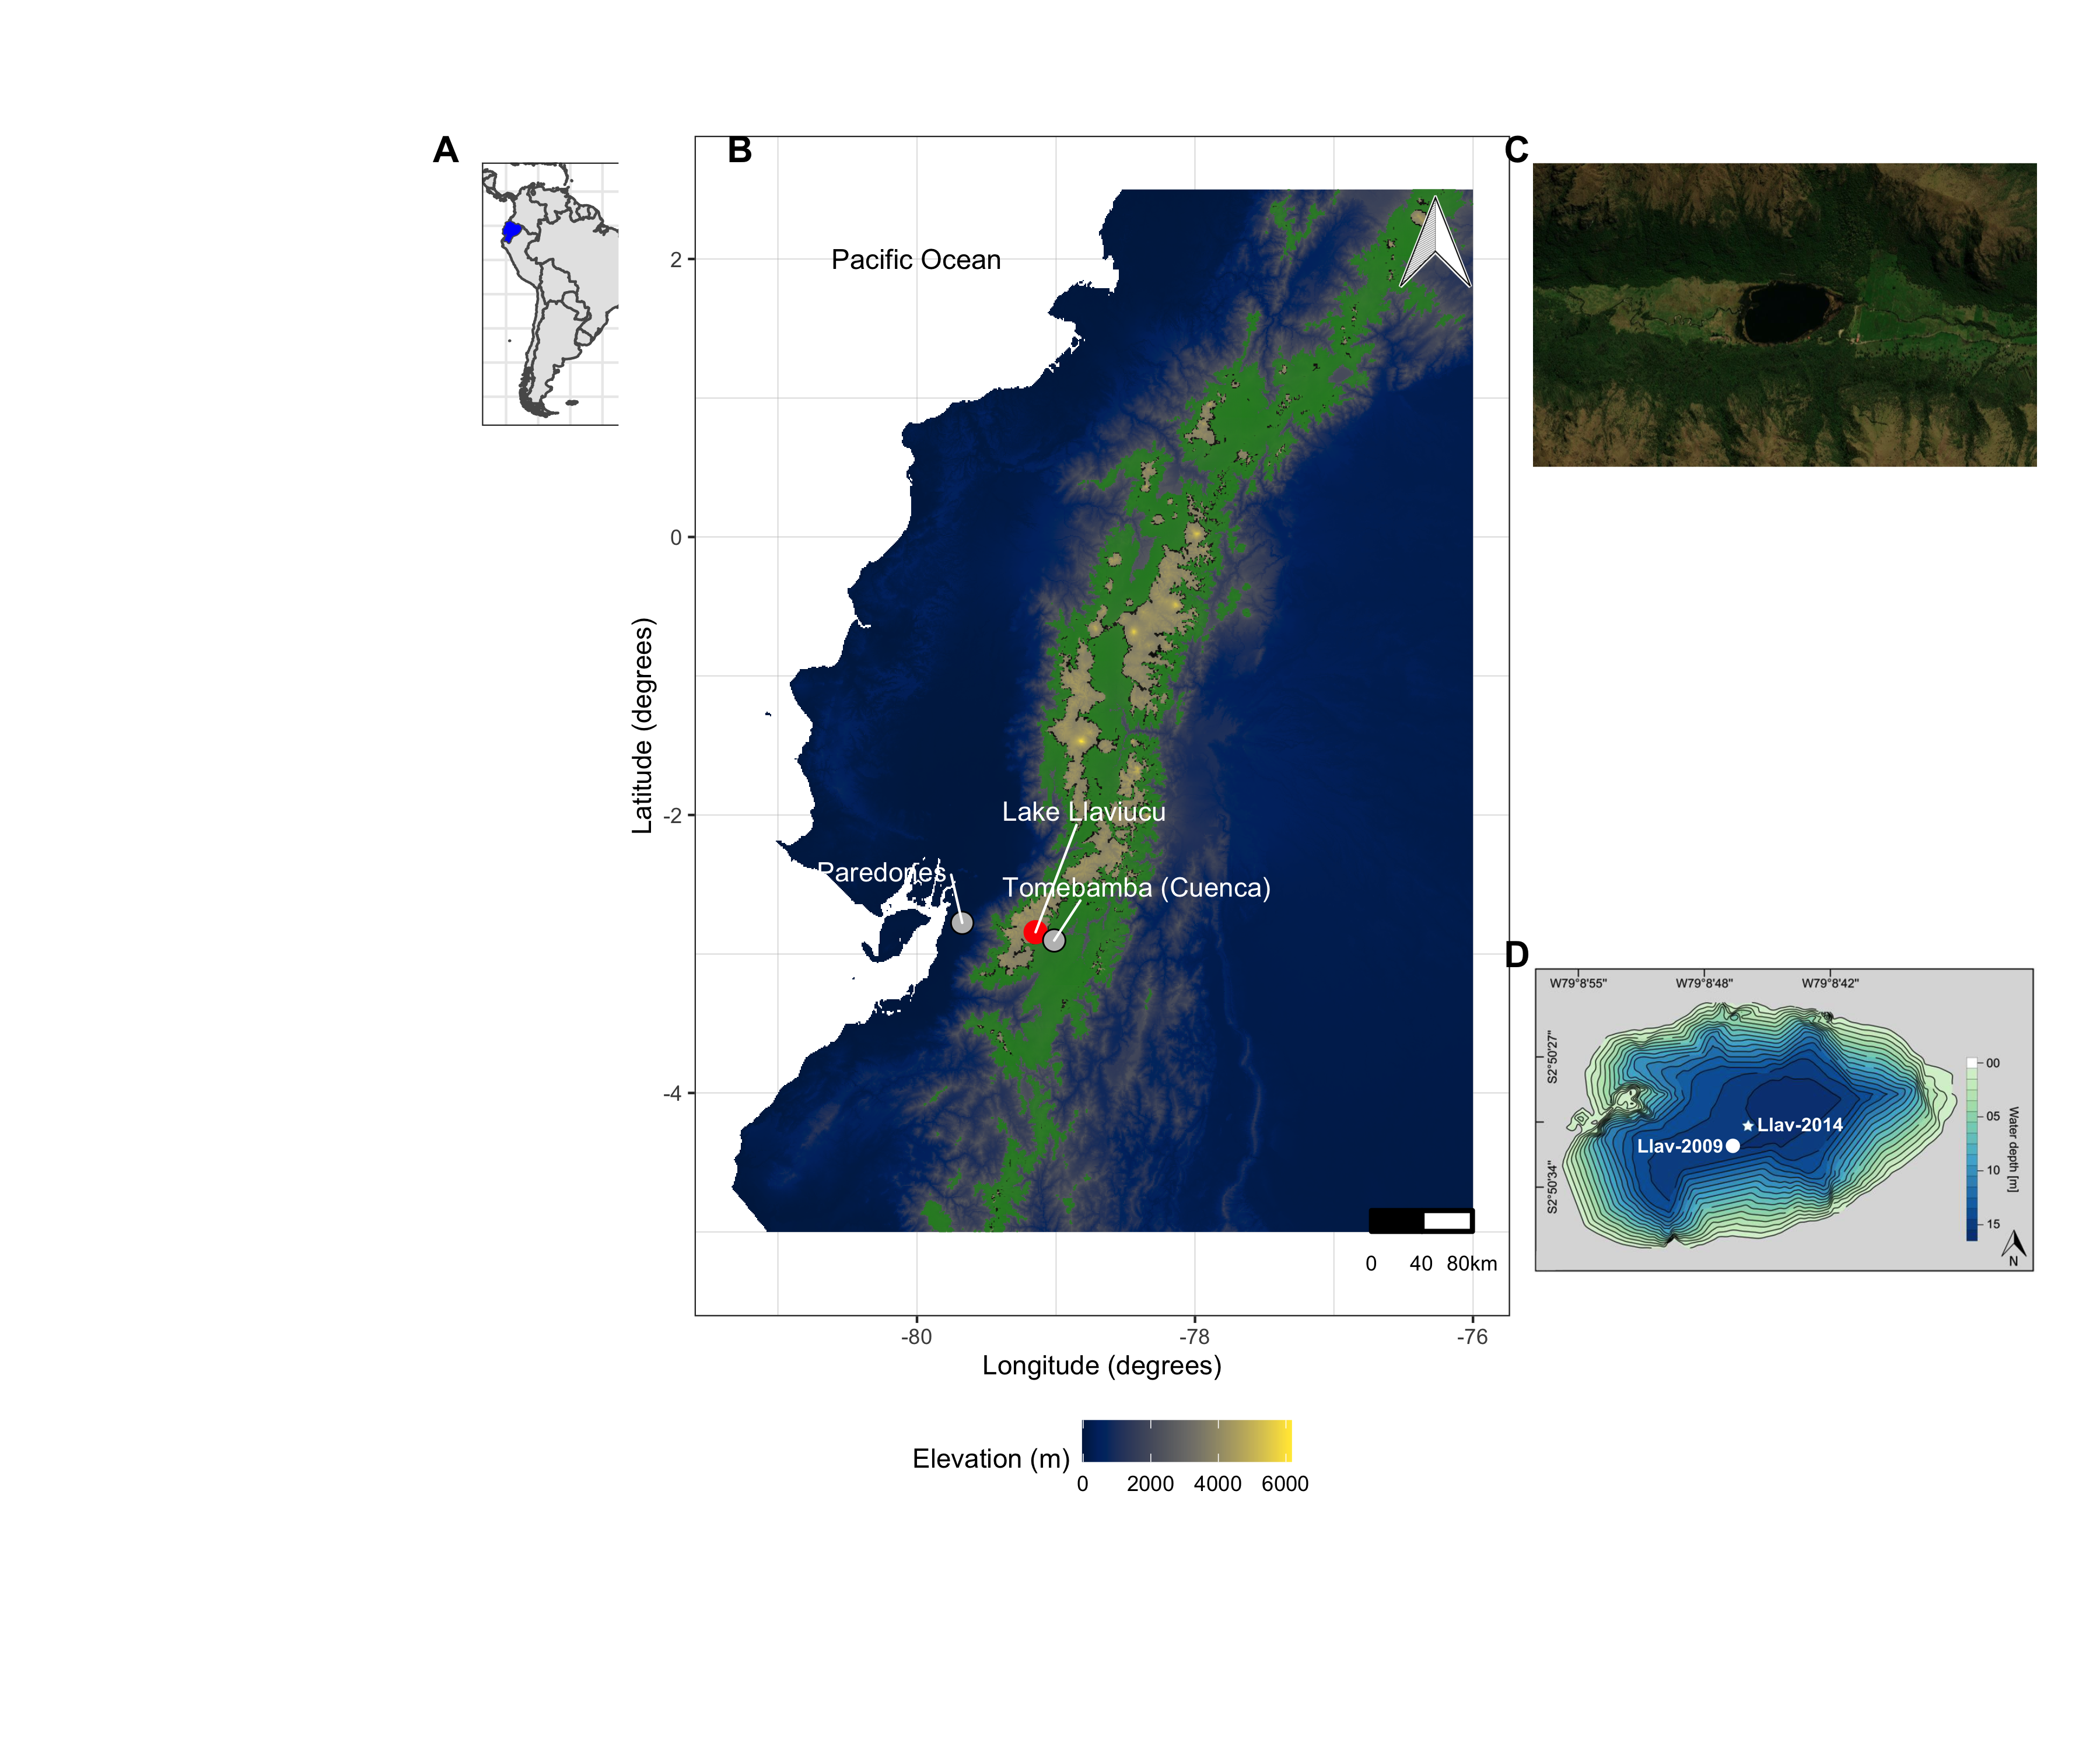 A
B
C
Pacific Ocean
2
0
-2
-4
Latitude (degrees)
Lake Llaviucu
Paredones
Tomebamba (Cuenca)
0 40 80km
-80 -78 -76
Longitude (degrees)
Elevation (m)
0 2000 4000 6000
D
W79°8'55" W79°8'48" W79°8'42"
S2°50'27"
S2°50'34"
Llav-2014
Llav-2009
00
05
10
15
Water depth [m]
N